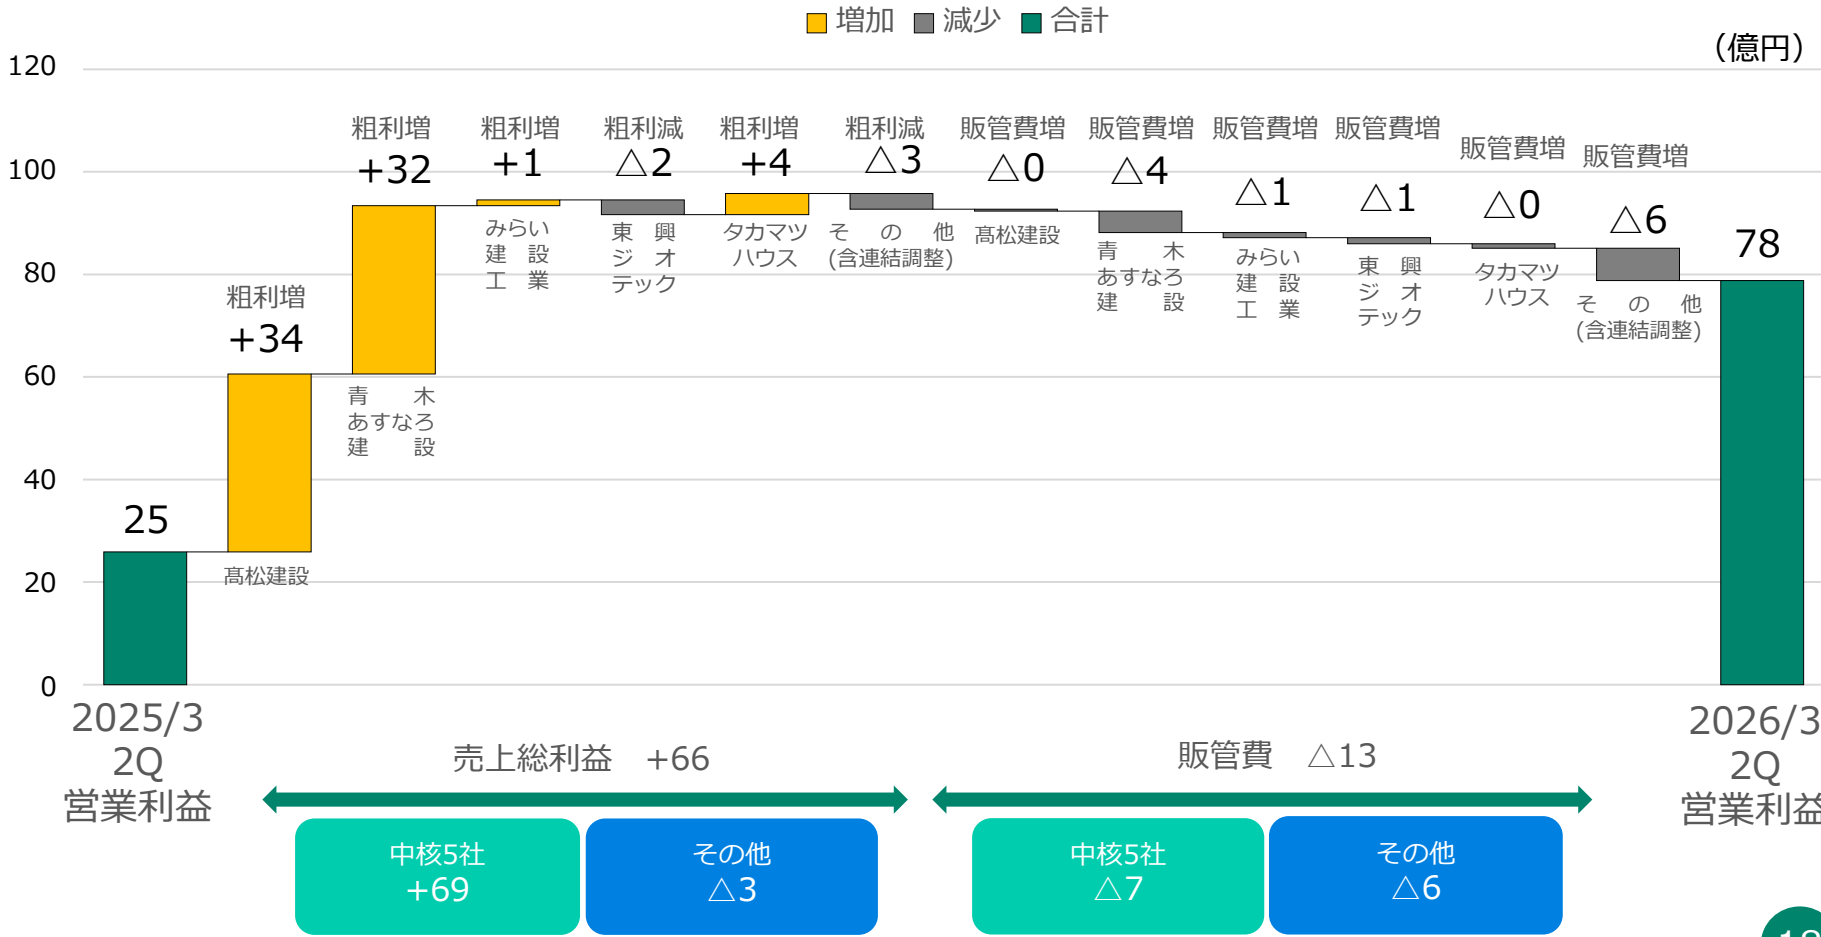 増加 減少 合計
（億円）
120
100
80
60
40
20
0
25
粗利増
+34
髙松建設
粗利増
+32
青木
あすなろ
建設
粗利増
+1
みらい
建設
工業
粗利減
△2
東興
ジオ
テック
粗利増
+4
タカマツ
ハウス
粗利減
△3
その他
(含連結調整)
販管費増
△0
髙松建設
販管費増
△4
青木
あすなろ
建設
販管費増
△1
みらい
建設
工業
販管費増
△1
東興
ジオ
テック
販管費増
△0
タカマツ
ハウス
販管費増
△6
その他
(含連結調整)
78
2025/3
2Q
営業利益
2026/3
2Q
営業利益
売上総利益 +66
販管費 △13
中核5社
+69
その他
△3
中核5社
△7
その他
△6